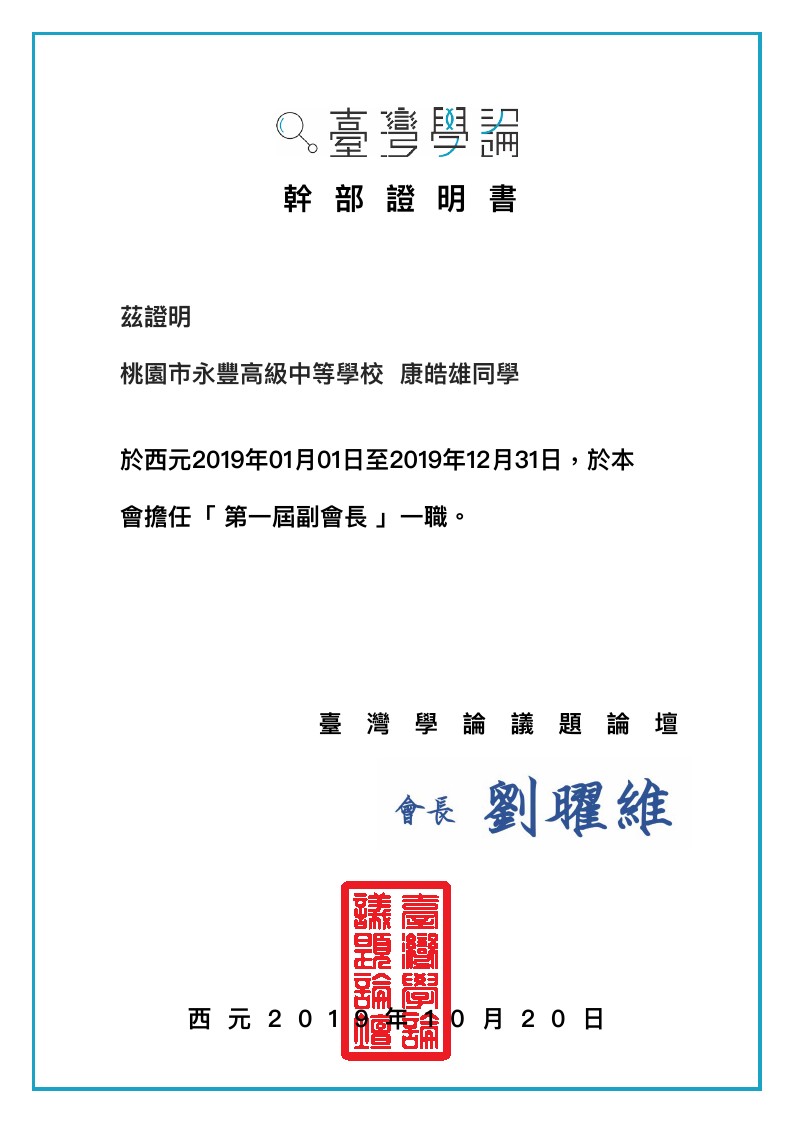 臺灣學論
幹部證明書
茲證明
桃園市永豐高級中等學校 康皓雄同學
於西元2019年01月01日至2019年12月31日，於本
會擔任「 第一屆副會長 」一職。
臺灣學論議題論壇
會長 劉曜維
臺灣學論
議題論壇
西元2019年10月20日